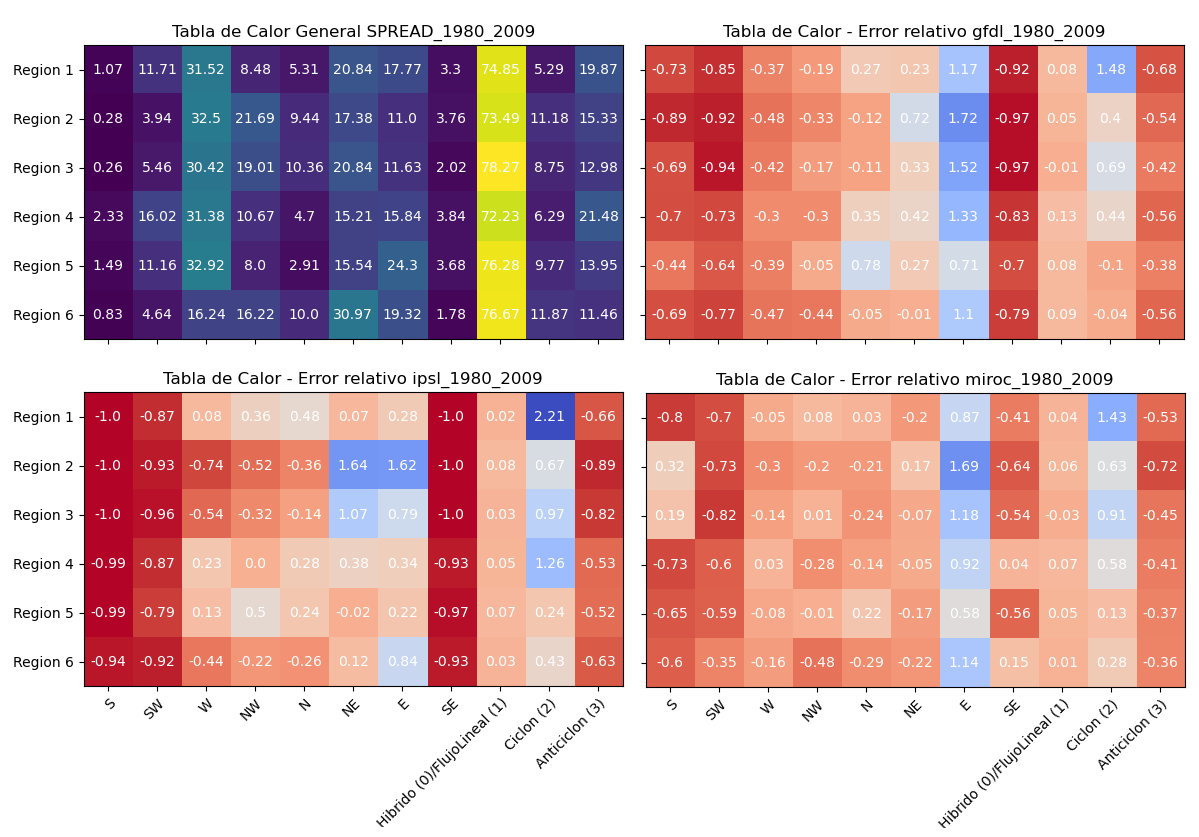 Tabla de Calor General SPREAD_1980_2009
Region 1 1.07 11.71 31.52 8.48 5.31 20.84 17.77 3.3 74.85 5.29 19.87
Region 2 0.28 3.94 32.5 21.69 9.44 17.38 11.0 3.76 73.49 11.18 15.33
Region 3 0.26 5.46 30.42 19.01 10.36 20.84 11.63 2.02 78.27 8.75 12.98
Region 4 2.33 16.02 31.38 10.67 4.7 15.21 15.84 3.84 72.23 6.29 21.48
Region 5 1.49 11.16 32.92 8.0 2.91 15.54 24.3 3.68 76.28 9.77 13.95
Region 6 0.83 4.64 16.24 16.22 10.0 30.97 19.32 1.78 76.67 11.87 11.46
Tabla de Calor - Error relativo gfdl_1980_2009
-0.73 -0.85 -0.37 -0.19 0.27 0.23 1.17 -0.92 0.08 1.48 -0.68
-0.89 -0.92 -0.48 -0.33 -0.12 0.72 1.72 -0.97 0.05 0.4 -0.54
-0.69 -0.94 -0.42 -0.17 -0.11 0.33 1.52 -0.97 -0.01 0.69 -0.42
-0.7 -0.73 -0.3 -0.3 0.35 0.42 1.33 -0.83 0.13 0.44 -0.56
-0.44 -0.64 -0.39 -0.05 0.78 0.27 0.71 -0.7 0.08 -0.1 -0.38
-0.69 -0.77 -0.47 -0.44 -0.05 -0.01 1.1 -0.79 0.09 -0.04 -0.56
Tabla de Calor - Error relativo ipsl_1980_2009
Region 1 -1.0 -0.87 0.08 0.36 0.48 0.07 0.28 -1.0 0.02 2.21 -0.66
Region 2 -1.0 -0.93 -0.74 -0.52 -0.36 1.64 1.62 -1.0 0.08 0.67 -0.89
Region 3 -1.0 -0.96 -0.54 -0.32 -0.14 1.07 0.79 -1.0 0.03 0.97 -0.82
Region 4 -0.99 -0.87 0.23 0.0 0.28 0.38 0.34 -0.93 0.05 1.26 -0.53
Region 5 -0.99 -0.79 0.13 0.5 0.24 -0.02 0.22 -0.97 0.07 0.24 -0.52
Region 6 -0.94 -0.92 -0.44 -0.22 -0.26 0.12 0.84 -0.93 0.03 0.43 -0.63
S SW W NW N NE E SE Hibrido (0)/FlujoLineal (1) Ciclon (2) Anticiclon (3)
Tabla de Calor - Error relativo miroc_1980_2009
-0.8 -0.7 -0.05 0.08 0.03 -0.2 0.87 -0.41 0.04 1.43 -0.53
0.32 -0.73 -0.3 -0.2 -0.21 0.17 1.69 -0.64 0.06 0.63 -0.72
0.19 -0.82 -0.14 0.01 -0.24 -0.07 1.18 -0.54 -0.03 0.91 -0.45
-0.73 -0.6 0.03 -0.28 -0.14 -0.05 0.92 0.04 0.07 0.58 -0.41
-0.65 -0.59 -0.08 -0.01 0.22 -0.17 0.58 -0.56 0.05 0.13 -0.37
-0.6 -0.35 -0.16 -0.48 -0.29 -0.22 1.14 0.15 0.01 0.28 -0.36
S SW W NW N NE E SE Hibrido (0)/FlujoLineal (1) Ciclon (2) Anticiclon (3)